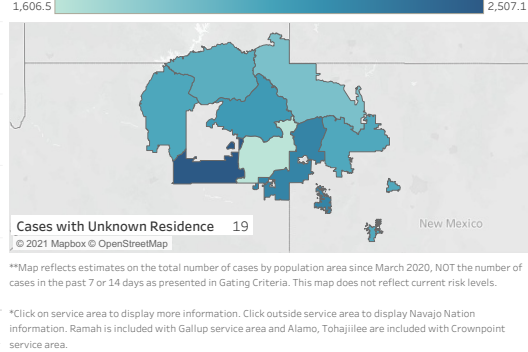 1,606.5 2,507.1
New Mexico
Cases with Unknown Residence 19
© 2021 Mapbox © OpenStreetMap
**Map reflects estimates on the total number of cases by population area since March 2020, NOT the number of
cases in the past 7 or 14 days as presented in Gating Criteria. This map does not reflect current risk levels.
*Click on service area to display more information. Click outside service area to display Navajo Nation
information. Ramah is included with Gallup service area and Alamo, Tohajiilee are included with Crownpoint
service area.